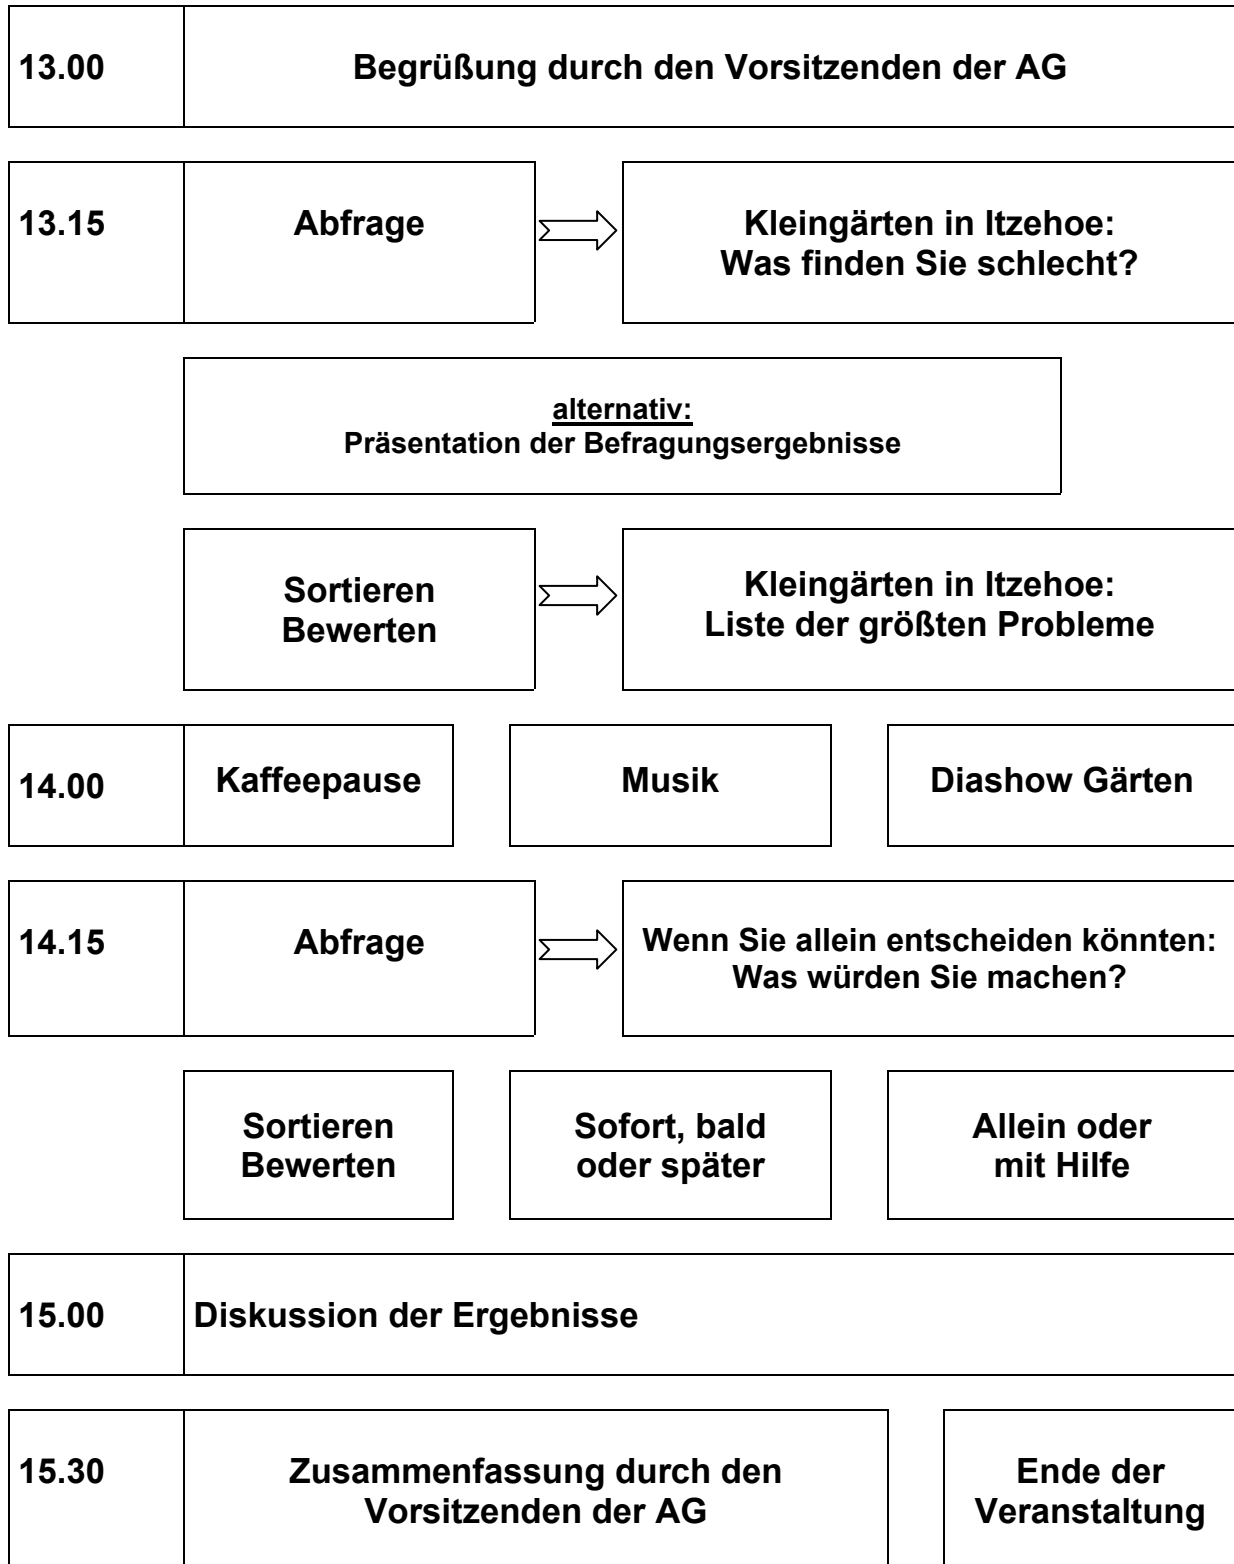 13.00
Begrüßung durch den Vorsitzenden der AG
13.15
Abfrage
Kleingärten in Itzehoe:
Was finden Sie schlecht?
alternativ:
Präsentation der Befragungsergebnisse
Sortieren
Bewerten
Kleingärten in Itzehoe:
Liste der größten Probleme
14.00
Kaffeepause
Musik
Diashow Gärten
14.15
Abfrage
Wenn Sie allein entscheiden könnten:
Was würden Sie machen?
Sortieren
Bewerten
Sofort, bald
oder später
Allein oder
mit Hilfe
15.00
Diskussion der Ergebnisse
15.30
Zusammenfassung durch den
Vorsitzenden der AG
Ende der
Veranstaltung